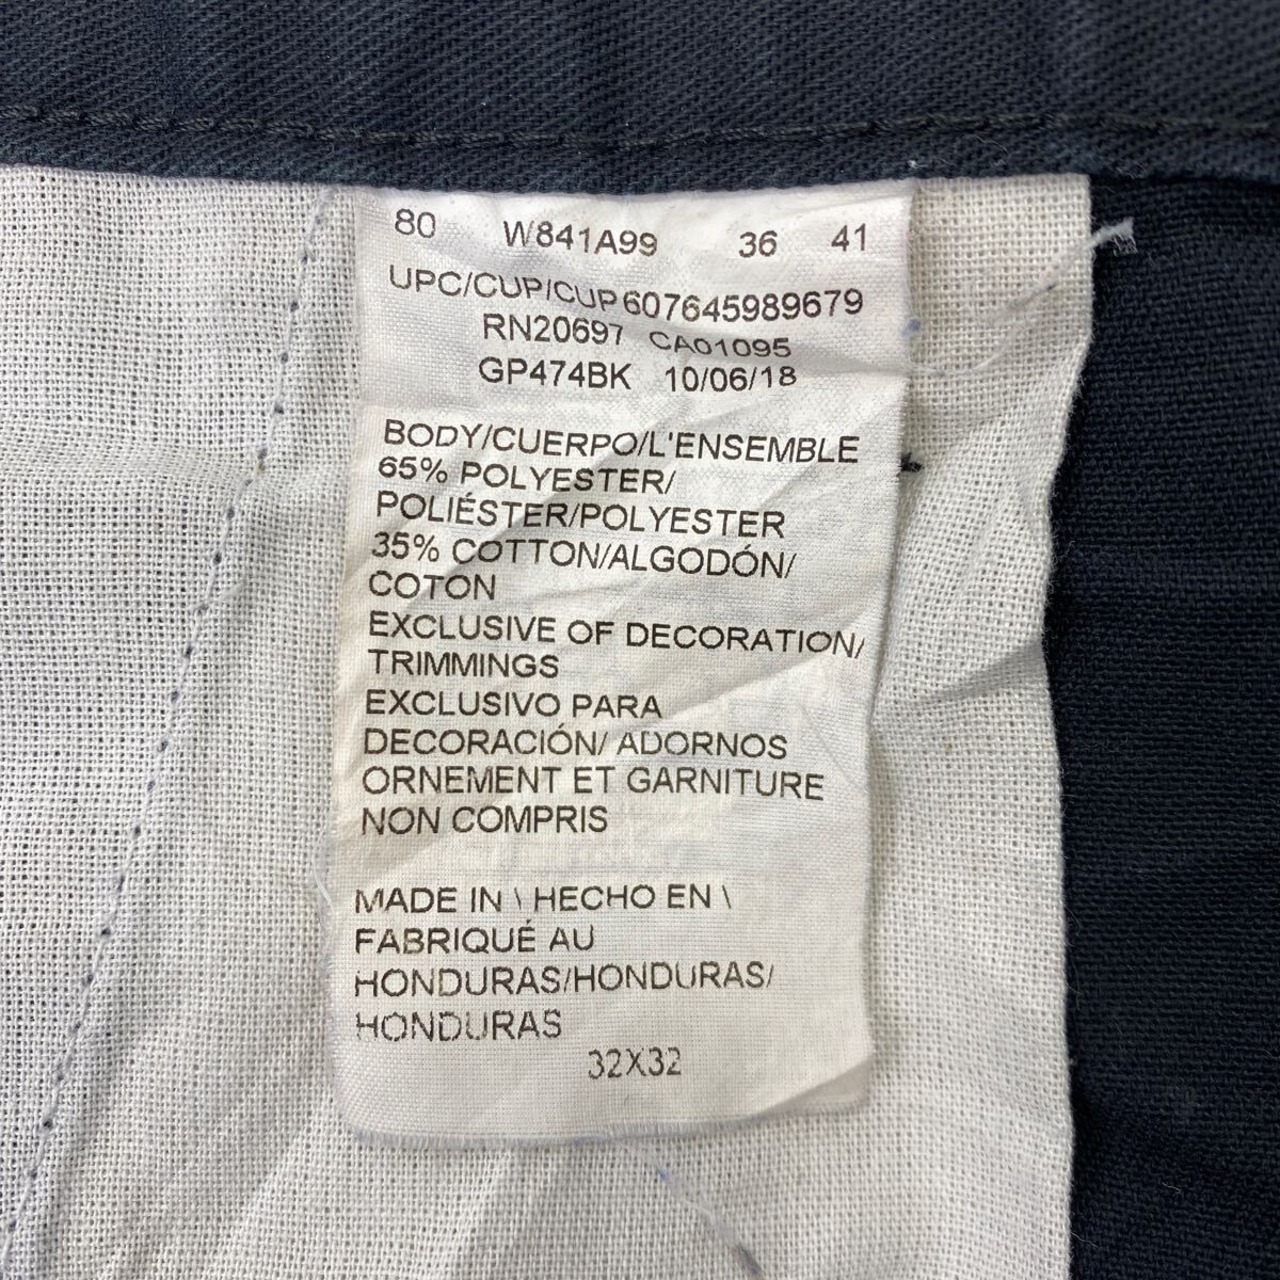 80 W841A99 36 41
UPC/CUP/CUP 607645989679
RN20697 CA01095
GP474BK 10/06/18
BODY/CUERPO/L'ENSEMBLE
65% POLYESTER/
POLIÉSTER/POLYESTER
35% COTTON/ALGODÓN/
COTON
EXCLUSIVE OF DECORATION/
TRIMMINGS
EXCLUSIVO PARA
DECORACIÓN/ ADORNOS
ORNEMENT ET GARNITURE
NON COMPRIS
MADE IN \ HECHO EN \
FABRIQUÉ AU
HONDURAS/HONDURAS/
HONDURAS
32X32